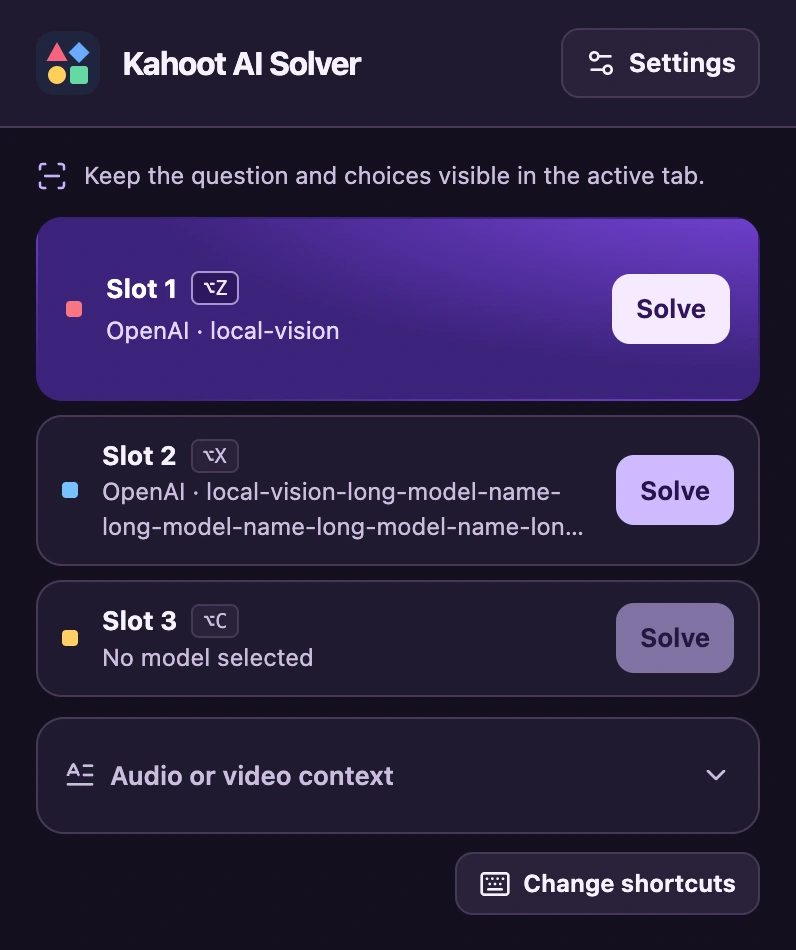 Kahoot AI Solver
Settings
Keep the question and choices visible in the active tab.
Slot 1 ⌥Z
OpenAI · local-vision
Solve
Slot 2 ⌥X
OpenAI · local-vision-long-model-name-
long-model-name-long-model-name-lon…
Solve
Slot 3 ⌥C
No model selected
Solve
Audio or video context
Change shortcuts